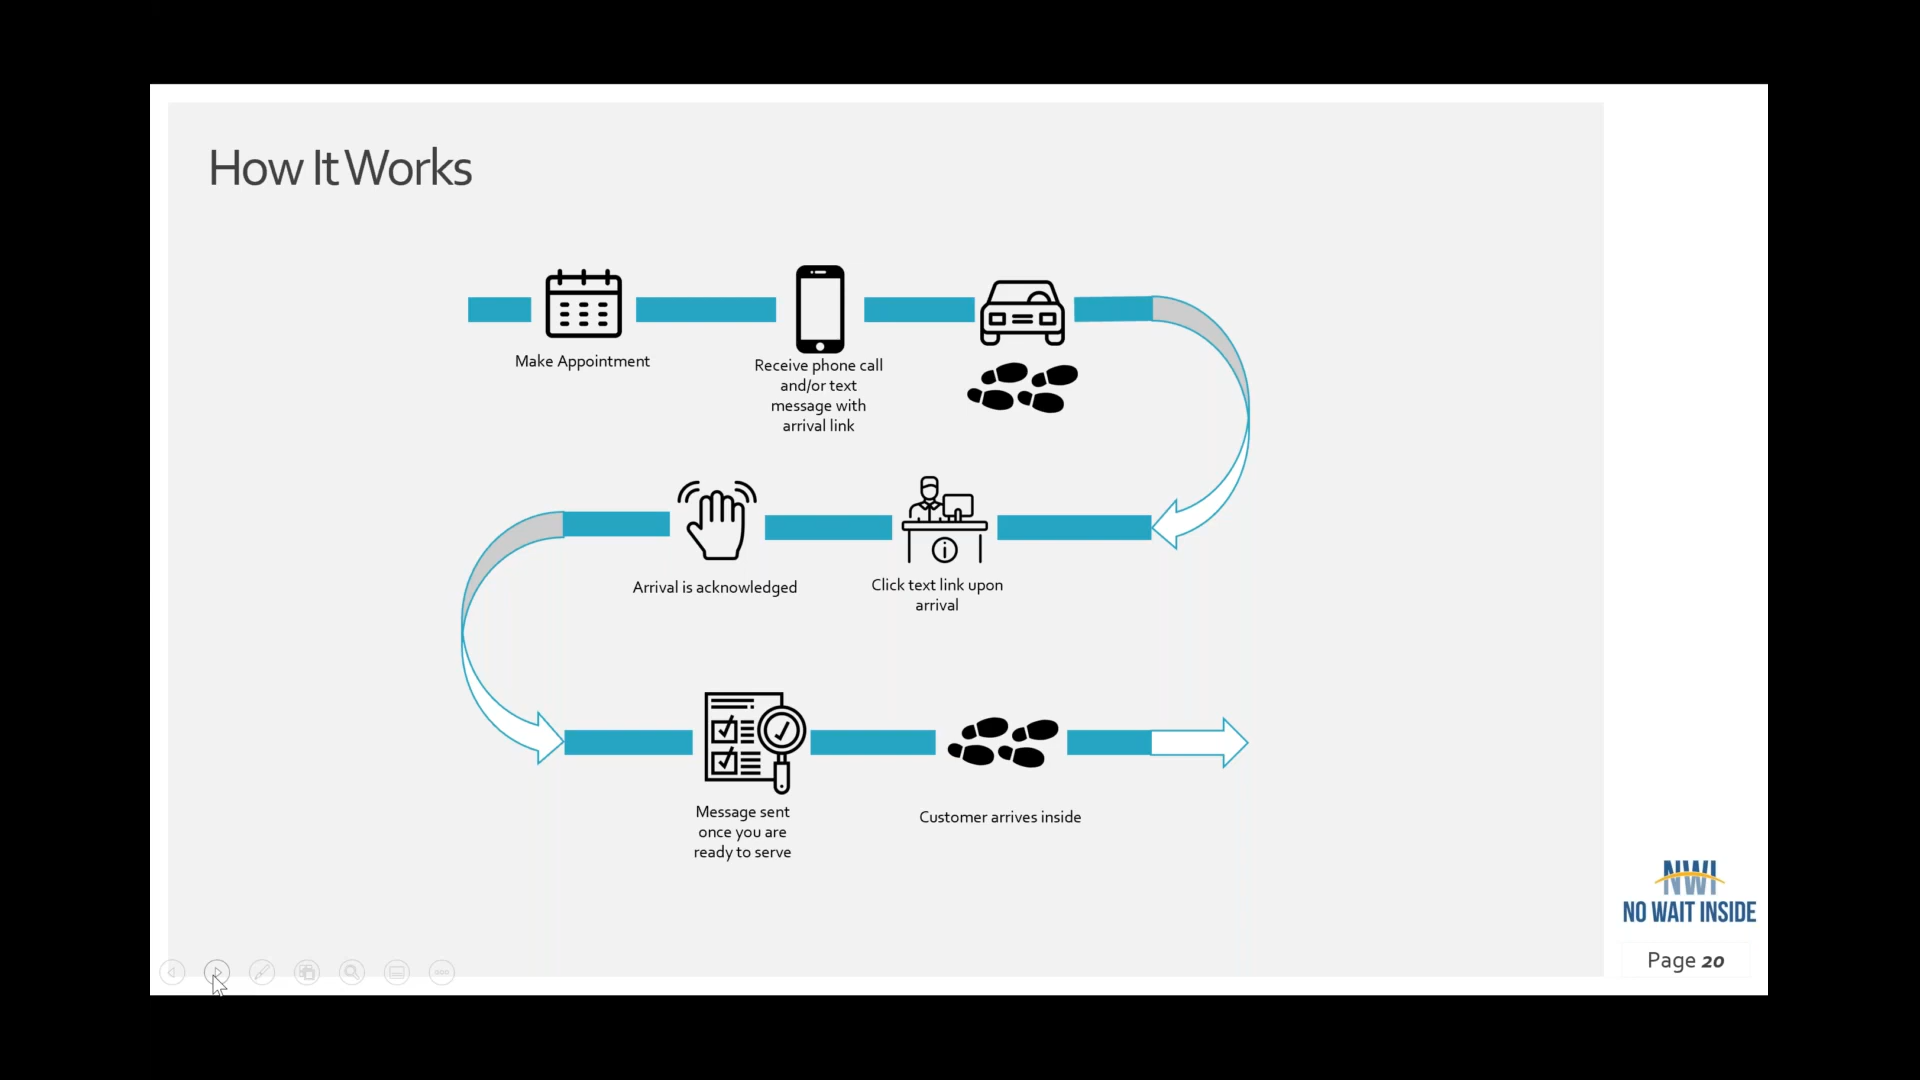 How It Works
Make Appointment
Receive phone call
and/or text
message with
arrival link
Arrival is acknowledged
Click text link upon
arrival
Message sent
once you are
ready to serve
Customer arrives inside
NWI
NO WAIT INSIDE
Page 20